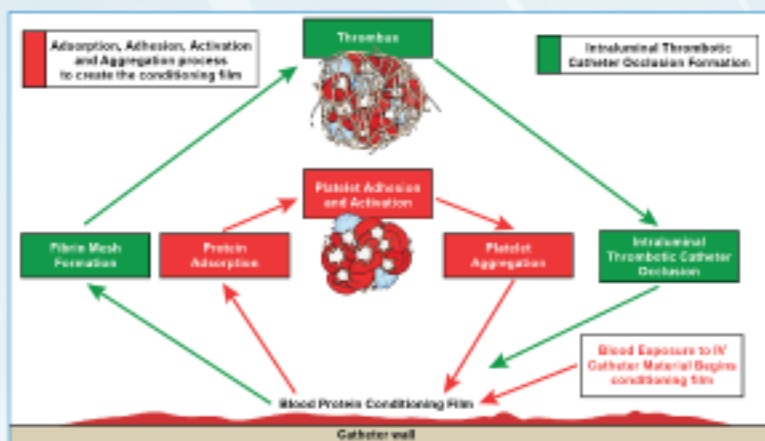 Adsorption, Adhesion, Activation
and Aggregation process
to create the conditioning film
Thrombus
Intraluminal Thrombotic
Catheter Occlusion Formation
Platelet Adhesion
and Activation
Fibrin Mesh
Formation
Protein
Adsorption
Platelet
Aggregation
Intraluminal
Thrombotic Catheter
Occlusion
Blood Exposure to IV
Catheter Material Begins
conditioning film
Blood Protein Conditioning Film
Catheter wall